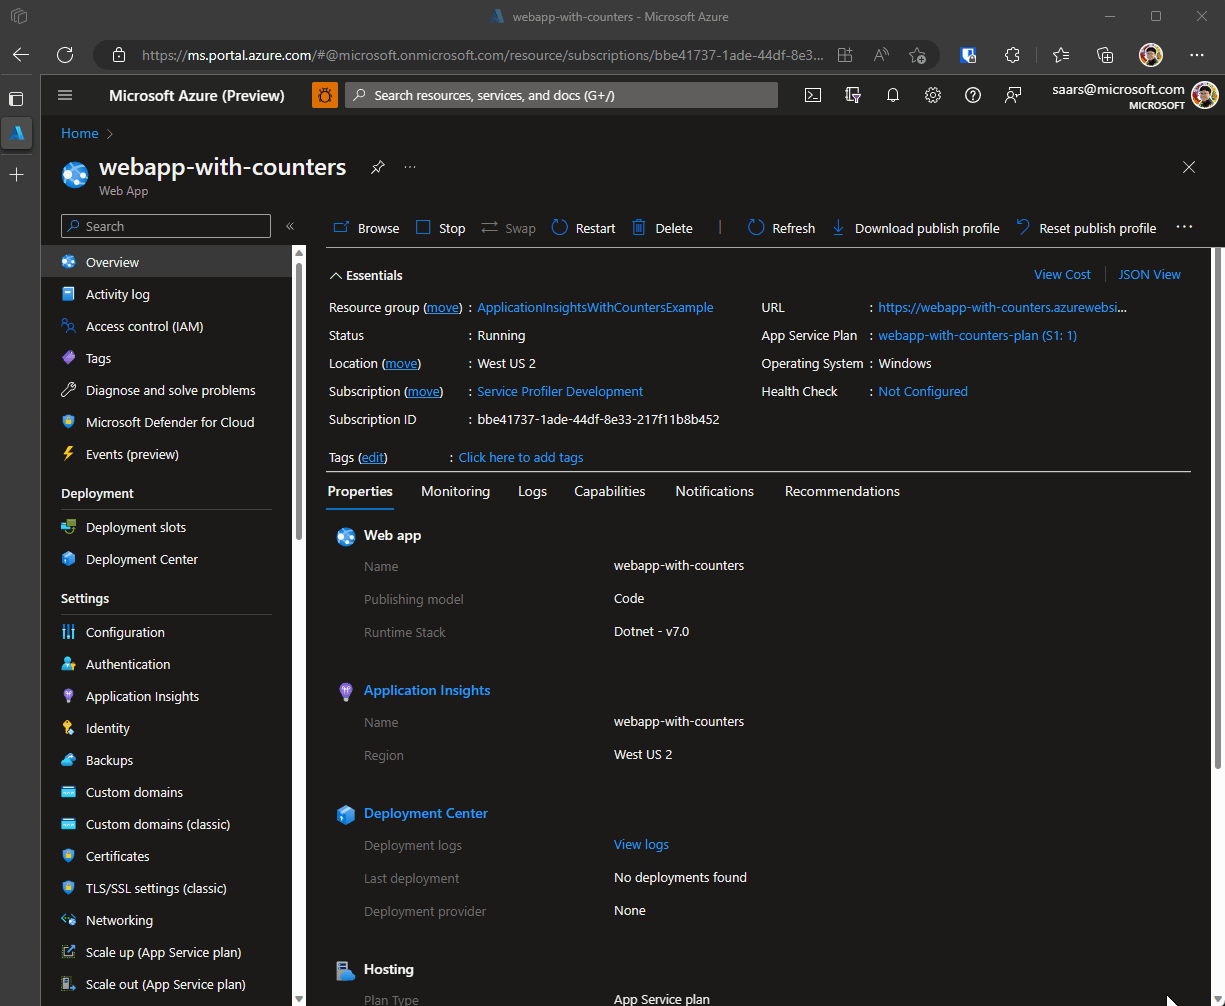 webapp-with-counters - Microsoft Azure
https://ms.portal.azure.com/#@microsoft.onmicrosoft.com/resource/subscriptions/bbe41737-1ade-44df-8e3...
Microsoft Azure (Preview)
Search resources, services, and docs (G+/)
saars@microsoft.com
MICROSOFT
Home
webapp-with-counters
Web App
Search
Overview
Activity log
Access control (IAM)
Tags
Diagnose and solve problems
Microsoft Defender for Cloud
Events (preview)
Deployment
Deployment slots
Deployment Center
Settings
Configuration
Authentication
Application Insights
Identity
Backups
Custom domains
Custom domains (classic)
Certificates
TLS/SSL settings (classic)
Networking
Scale up (App Service plan)
Scale out (App Service plan)
Browse Stop Swap Restart Delete Refresh Download publish profile Reset publish profile
Essentials
View Cost JSON View
Resource group (move) : ApplicationInsightsWithCountersExample
Status : Running
Location (move) : West US 2
Subscription (move) : Service Profiler Development
Subscription ID : bbe41737-1ade-44df-8e33-217f11b8b452
URL : https://webapp-with-counters.azurewebsi...
App Service Plan : webapp-with-counters-plan (S1: 1)
Operating System : Windows
Health Check : Not Configured
Tags (edit) : Click here to add tags
Properties Monitoring Logs Capabilities Notifications Recommendations
Web app
Name webapp-with-counters
Publishing model Code
Runtime Stack Dotnet - v7.0
Application Insights
Name webapp-with-counters
Region West US 2
Deployment Center
Deployment logs View logs
Last deployment No deployments found
Deployment provider None
Hosting
Plan Type App Service plan